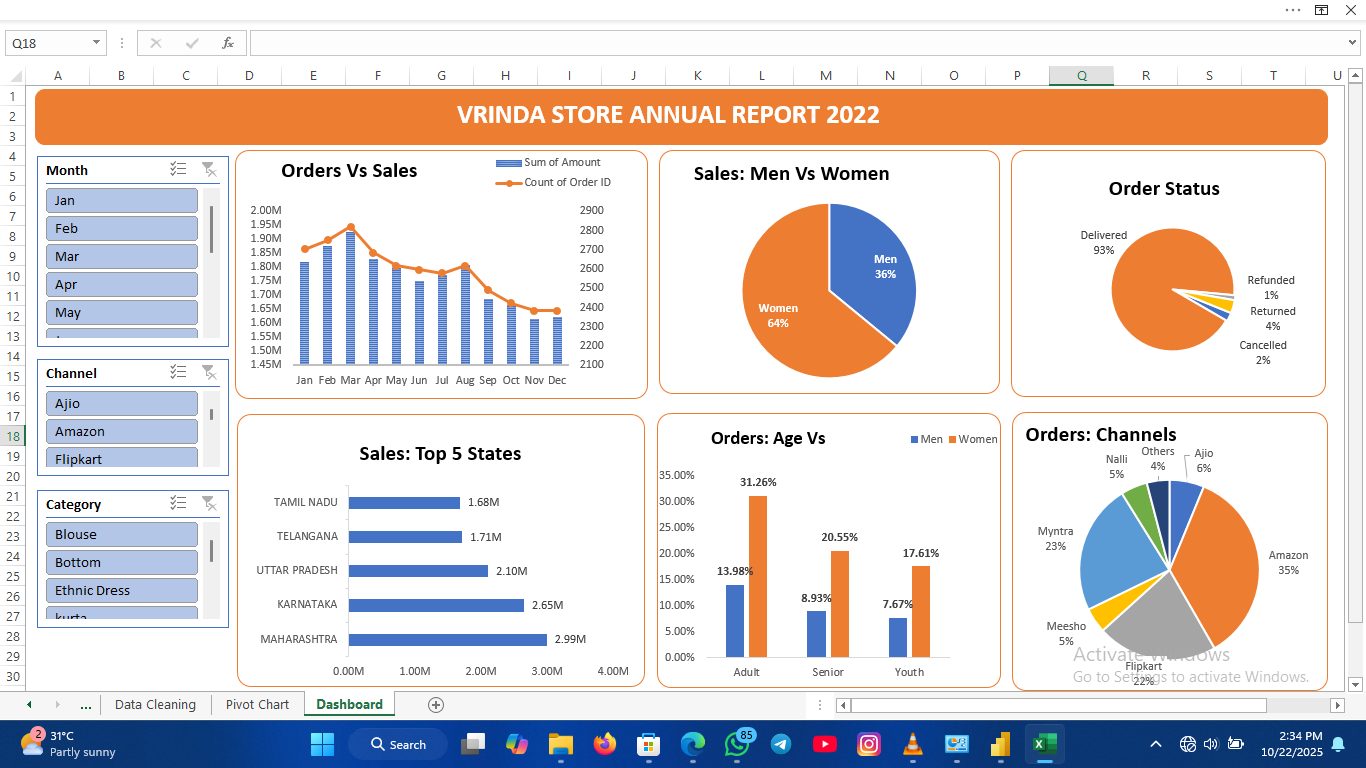 Q18
fx
A B C D E F G H I J K L M N O P Q R S T U
1
2
3
4
5
6
7
8
9
10
11
12
13
14
15
16
17
18
19
20
21
22
23
24
25
26
27
28
29
30
VRINDA STORE ANNUAL REPORT 2022
Month
Jan
Feb
Mar
Apr
May
Channel
Ajio
Amazon
Flipkart
Category
Blouse
Bottom
Ethnic Dress
kurta
Orders Vs Sales
Sum of Amount
Count of Order ID
2.00M
1.95M
1.90M
1.85M
1.80M
1.75M
1.70M
1.65M
1.60M
1.55M
1.50M
1.45M
2900
2800
2700
2600
2500
2400
2300
2200
2100
Jan Feb Mar Apr May Jun Jul Aug Sep Oct Nov Dec
Sales: Men Vs Women
Men
36%
Women
64%
Order Status
Delivered
93%
Refunded
1%
Returned
4%
Cancelled
2%
Sales: Top 5 States
TAMIL NADU 1.68M
TELANGANA 1.71M
UTTAR PRADESH 2.10M
KARNATAKA 2.65M
MAHARASHTRA 2.99M
0.00M 1.00M 2.00M 3.00M 4.00M
Orders: Age Vs
Men Women
35.00%
30.00%
25.00%
20.00%
15.00%
10.00%
5.00%
0.00%
13.98% 31.26%
8.93% 20.55%
7.67% 17.61%
Adult Senior Youth
Orders: Channels
Others
4%
Ajio
6%
Nalli
5%
Myntra
23%
Amazon
35%
Meesho
5%
Flipkart
22%
Activate Windows
Go to Settings to activate Windows.
... Data Cleaning Pivot Chart Dashboard
2
31°C
Partly sunny
Search
85
2:34 PM
10/22/2025